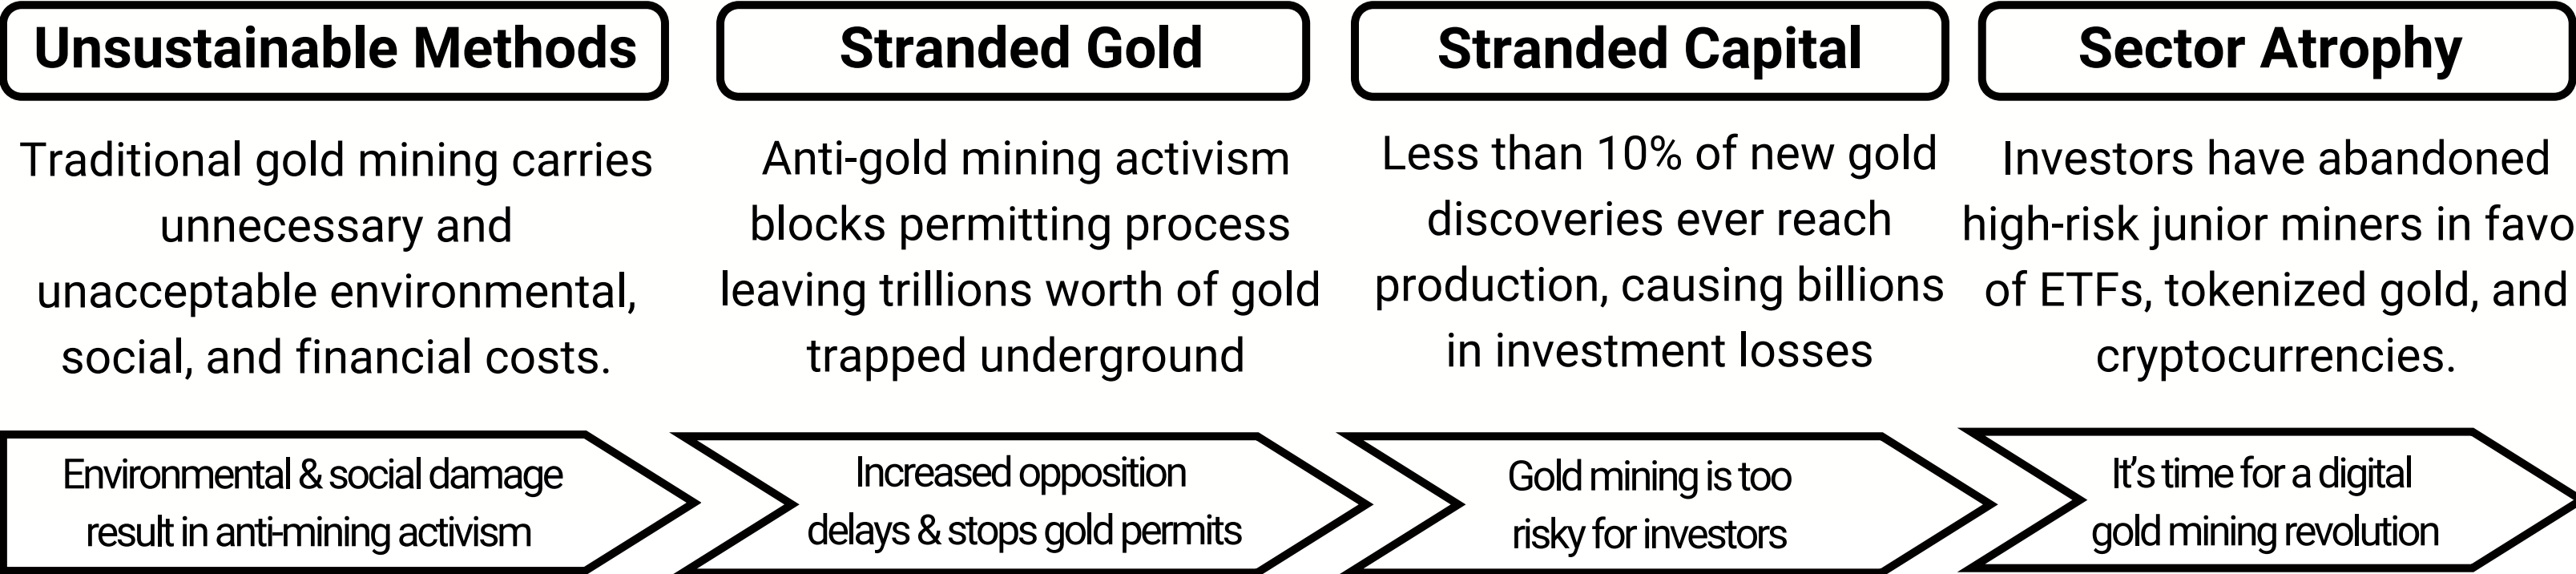 Unsustainable Methods
Traditional gold mining carries
unnecessary and
unacceptable environmental,
social, and financial costs.
Environmental & social damage
result in anti-mining activism
Stranded Gold
Anti-gold mining activism
blocks permitting process
leaving trillions worth of gold
trapped underground
Increased opposition
delays & stops gold permits
Stranded Capital
Less than 10% of new gold
discoveries ever reach
production, causing billions
in investment losses
Gold mining is too
risky for investors
Sector Atrophy
Investors have abandoned
high-risk junior miners in favo
of ETFs, tokenized gold, and
cryptocurrencies.
It's time for a digital
gold mining revolution